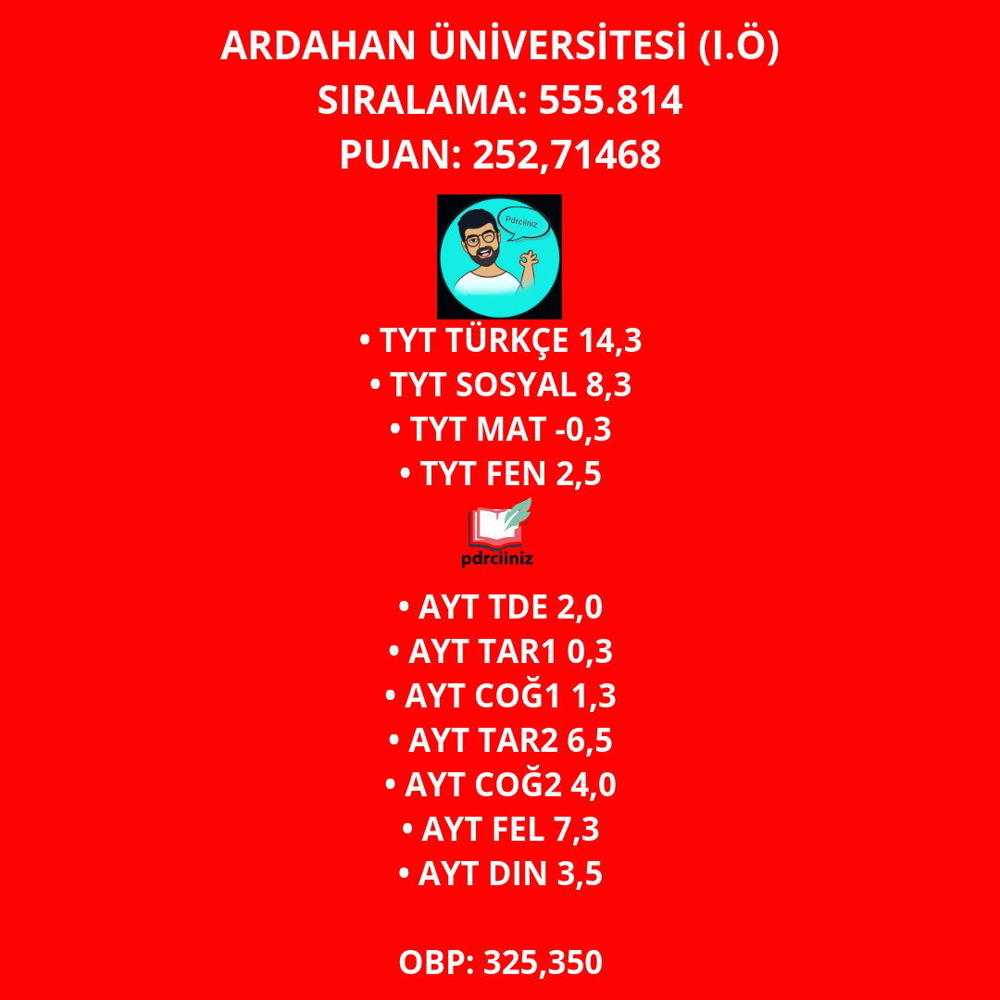 ARDAHAN ÜNİVERSİTESİ (I.Ö)
SIRALAMA: 555.814
PUAN: 252,71468
Pdrciiniz
• TYT TÜRKÇE 14,3
• TYT SOSYAL 8,3
• TYT MAT -0,3
• TYT FEN 2,5
pdrciiniz
• AYT TDE 2,0
• AYT TAR1 0,3
• AYT COĞ1 1,3
• AYT TAR2 6,5
• AYT COĞ2 4,0
• AYT FEL 7,3
• AYT DIN 3,5
OBP: 325,350